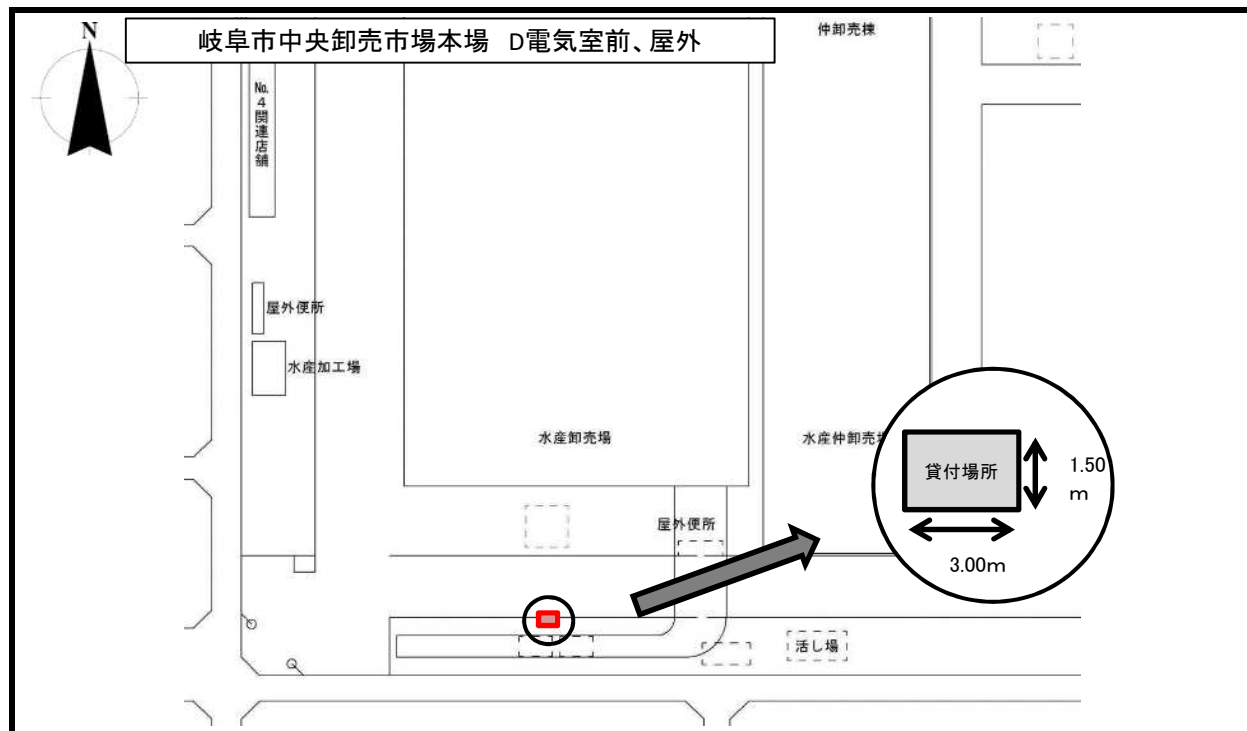 N
岐阜市中央卸売市場本場 D電気室前、屋外
仲卸売棟
No.4関連店舗
屋外便所
水産加工場
水産卸売場
水産仲卸売場
貸付場所
1.50
m
3.00m
屋外便所
活し場